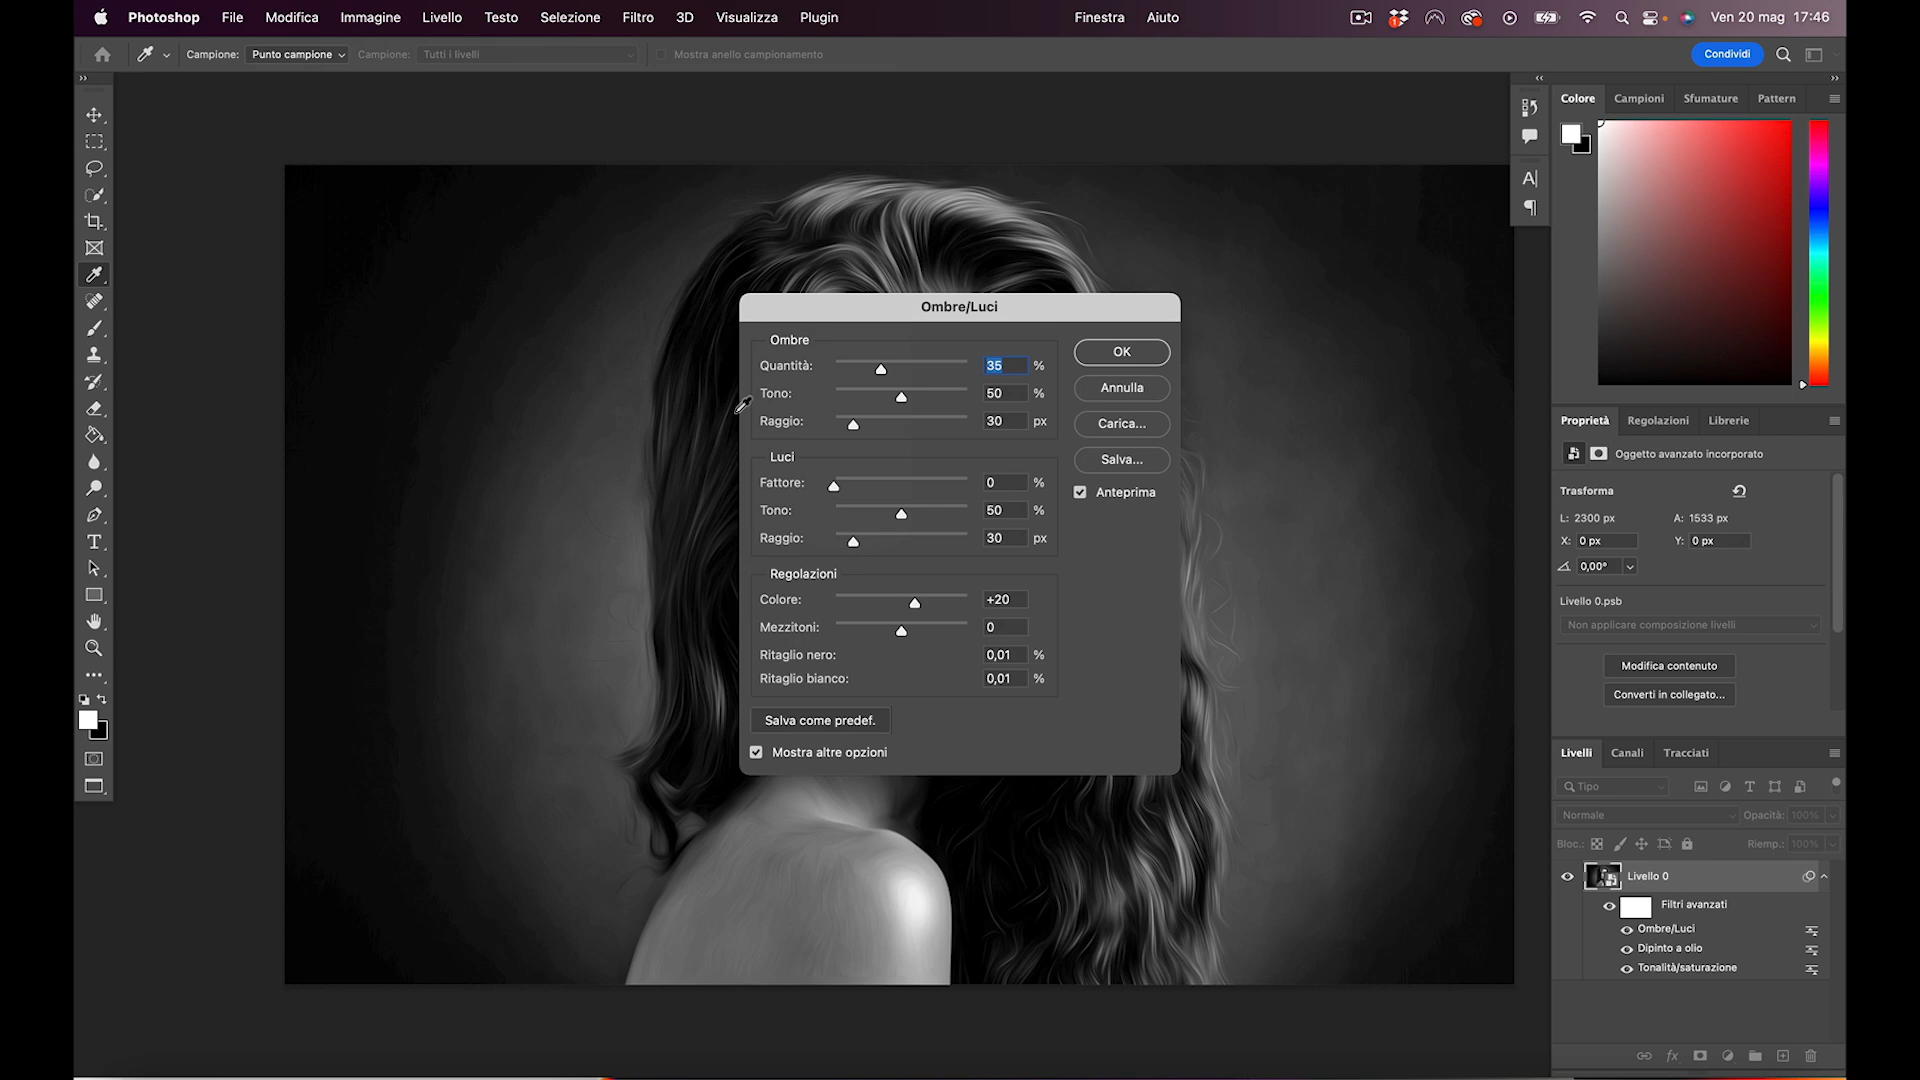 Photoshop File Modifica Immagine Livello Testo Selezione Filtro 3D Visualizza Plugin Finestra Aiuto 1 Ven 20 mag 17:46
Campione: Punto campione Campione: Tutti i livelli Mostra anello campionamento Condividi
Colore Campioni Sfumature Pattern
Ombre/Luci
Ombre
Quantità: 35 %
Tono: 50 %
Raggio: 30 px
Luci
Fattore: 0 %
Tono: 50 %
Raggio: 30 px
Regolazioni
Colore: +20
Mezzitoni: 0
Ritaglio nero: 0,01 %
Ritaglio bianco: 0,01 %
Salva come predef.
Mostra altre opzioni
OK
Annulla
Carica...
Salva...
Anteprima
Proprietà Regolazioni Librerie
Oggetto avanzato incorporato
Trasforma
L: 2300 px A: 1533 px
X: 0 px Y: 0 px
0,00°
Livello 0.psb
Non applicare composizione livelli
Modifica contenuto
Converti in collegato...
Livelli Canali Tracciati
Tipo
Normale Opacità: 100%
Bloc.: Riemp.: 100%
Livello 0
Filtri avanzati
Ombre/Luci
Dipinto a olio
Tonalità/saturazione